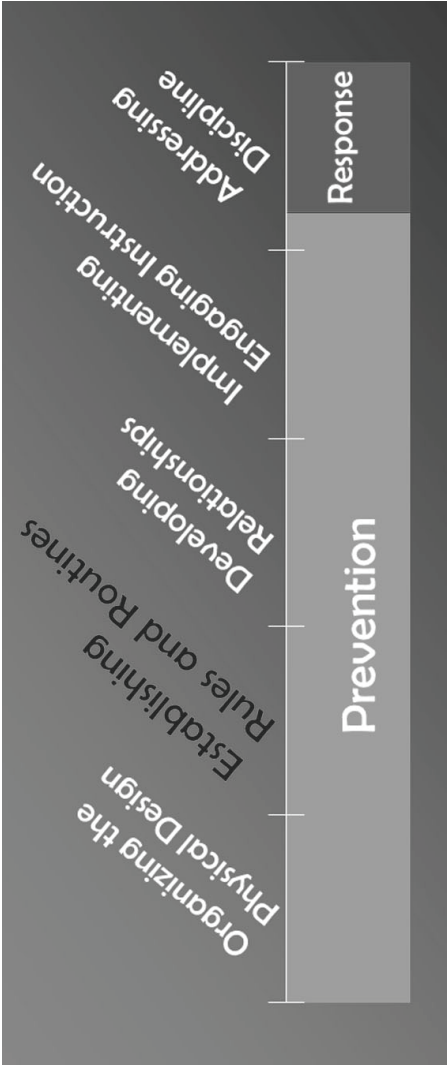 Organizing the
Physical Design
Establishing
Rules and Routines
Developing
Relationships
Implementing
Engaging Instruction
Addressing
Discipline
Prevention
Response